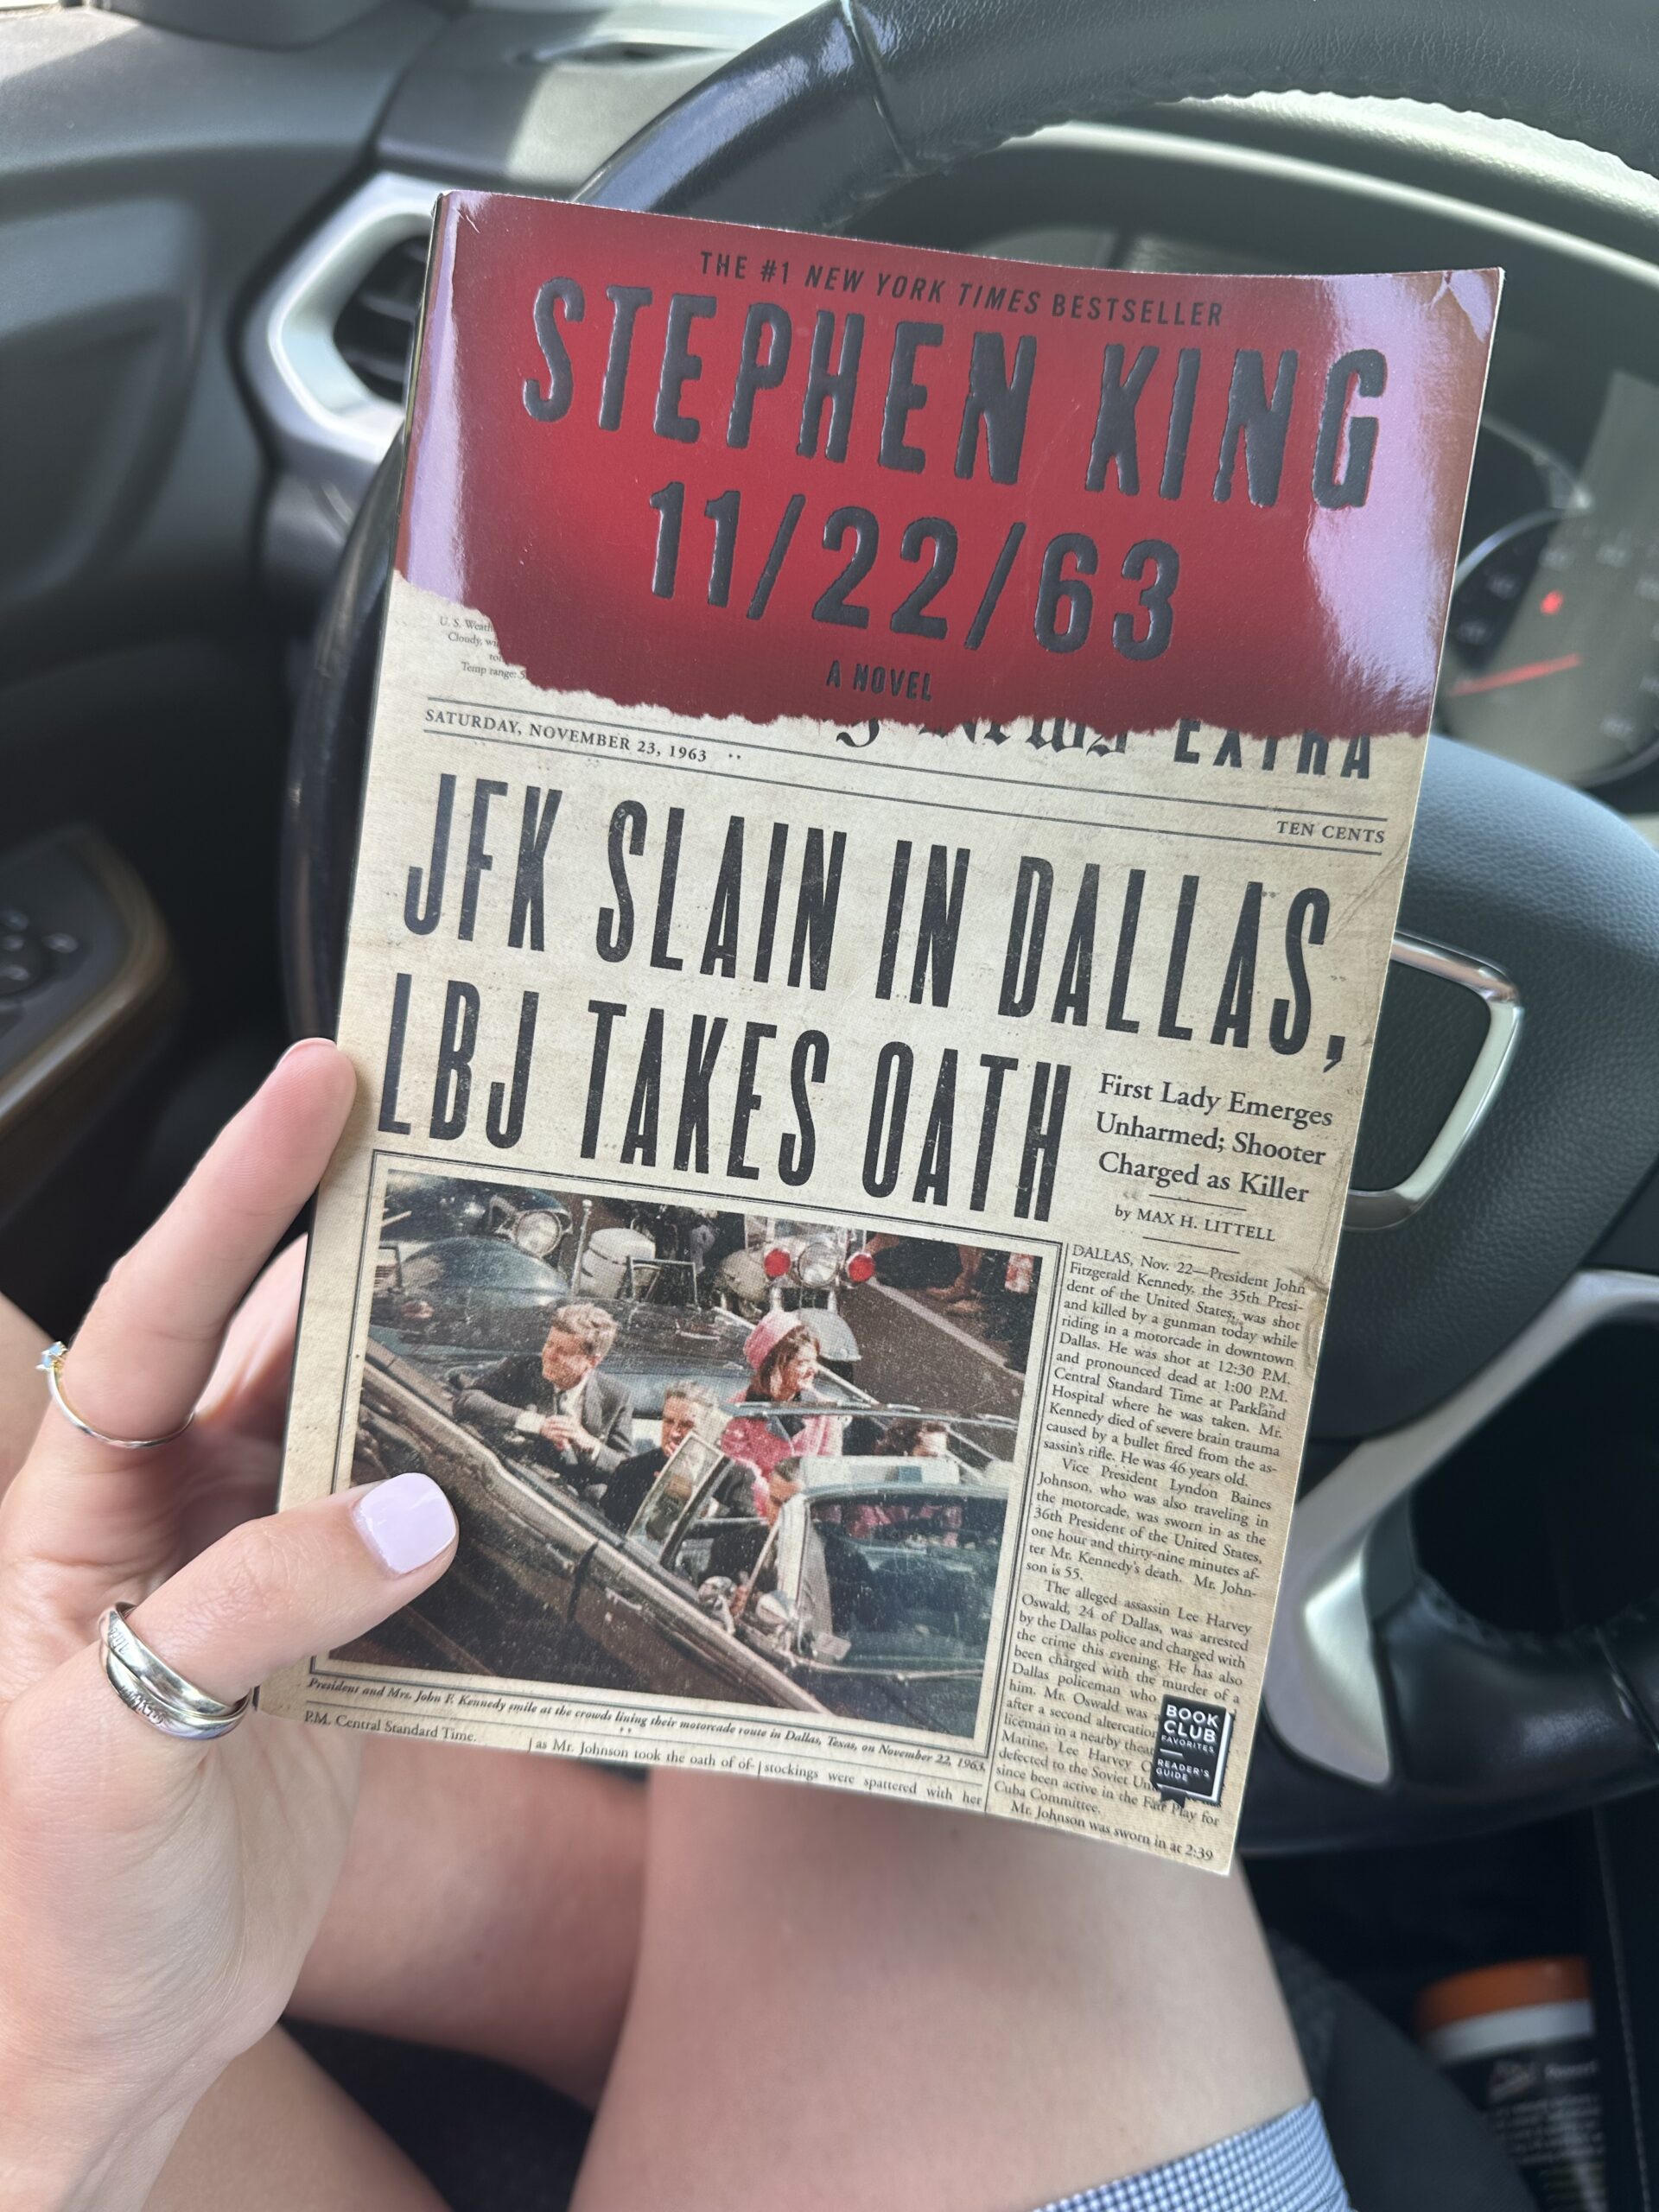 THE #1 NEW YORK TIMES BESTSELLER
STEPHEN KING
11/22/63
A NOVEL
U. S. Weath
Cloudy, wi
Temp range: 5
News EXTRA
SATURDAY, NOVEMBER 23, 1963
TEN CENTS
JFK SLAIN IN DALLAS,
LBJ TAKES OATH
First Lady Emerges
Unharmed; Shooter
Charged as Killer
by MAX H. LITTELL
DALLAS, Nov. 22—President John
Fitzgerald Kennedy, the 35th Presi-
dent of the United States, was shot
and killed by a gunman today while
riding in a motorcade in downtown
Dallas. He was shot at 12:30 P.M.
and pronounced dead at 1:00 P.M.
Central Standard Time at Parkland
Hospital where he was taken. Mr.
Kennedy died of severe brain trauma
caused by a bullet fired from the as-
sassin's rifle. He was 46 years old.
Vice President Lyndon Baines
Johnson, who was also traveling in
the motorcade, was sworn in as the
36th President of the United States,
one hour and thirty-nine minutes af-
ter Mr. Kennedy's death. Mr. John-
son is 55.
The alleged assassin Lee Harvey
Oswald, 24 of Dallas, was arrested
by the Dallas police and charged with
the crime this evening. He has also
been charged with the murder of a
Dallas policeman who
him. Mr. Oswald was
after a second altercation
liceman in a nearby thea
Marine, Lee Harvey O
defected to the Soviet Un
since been active in the Fair Play for
Cuba Committee.
Mr. Johnson was sworn in at 2:39
President and Mrs. John F. Kennedy smile at the crowds lining their motorcade route in Dallas, Texas, on November 22, 1963.
P.M. Central Standard Time.
as Mr. Johnson took the oath of of-
stockings were spattered with her
BOOK
CLUB
FAVORITES
READER'S
GUIDE